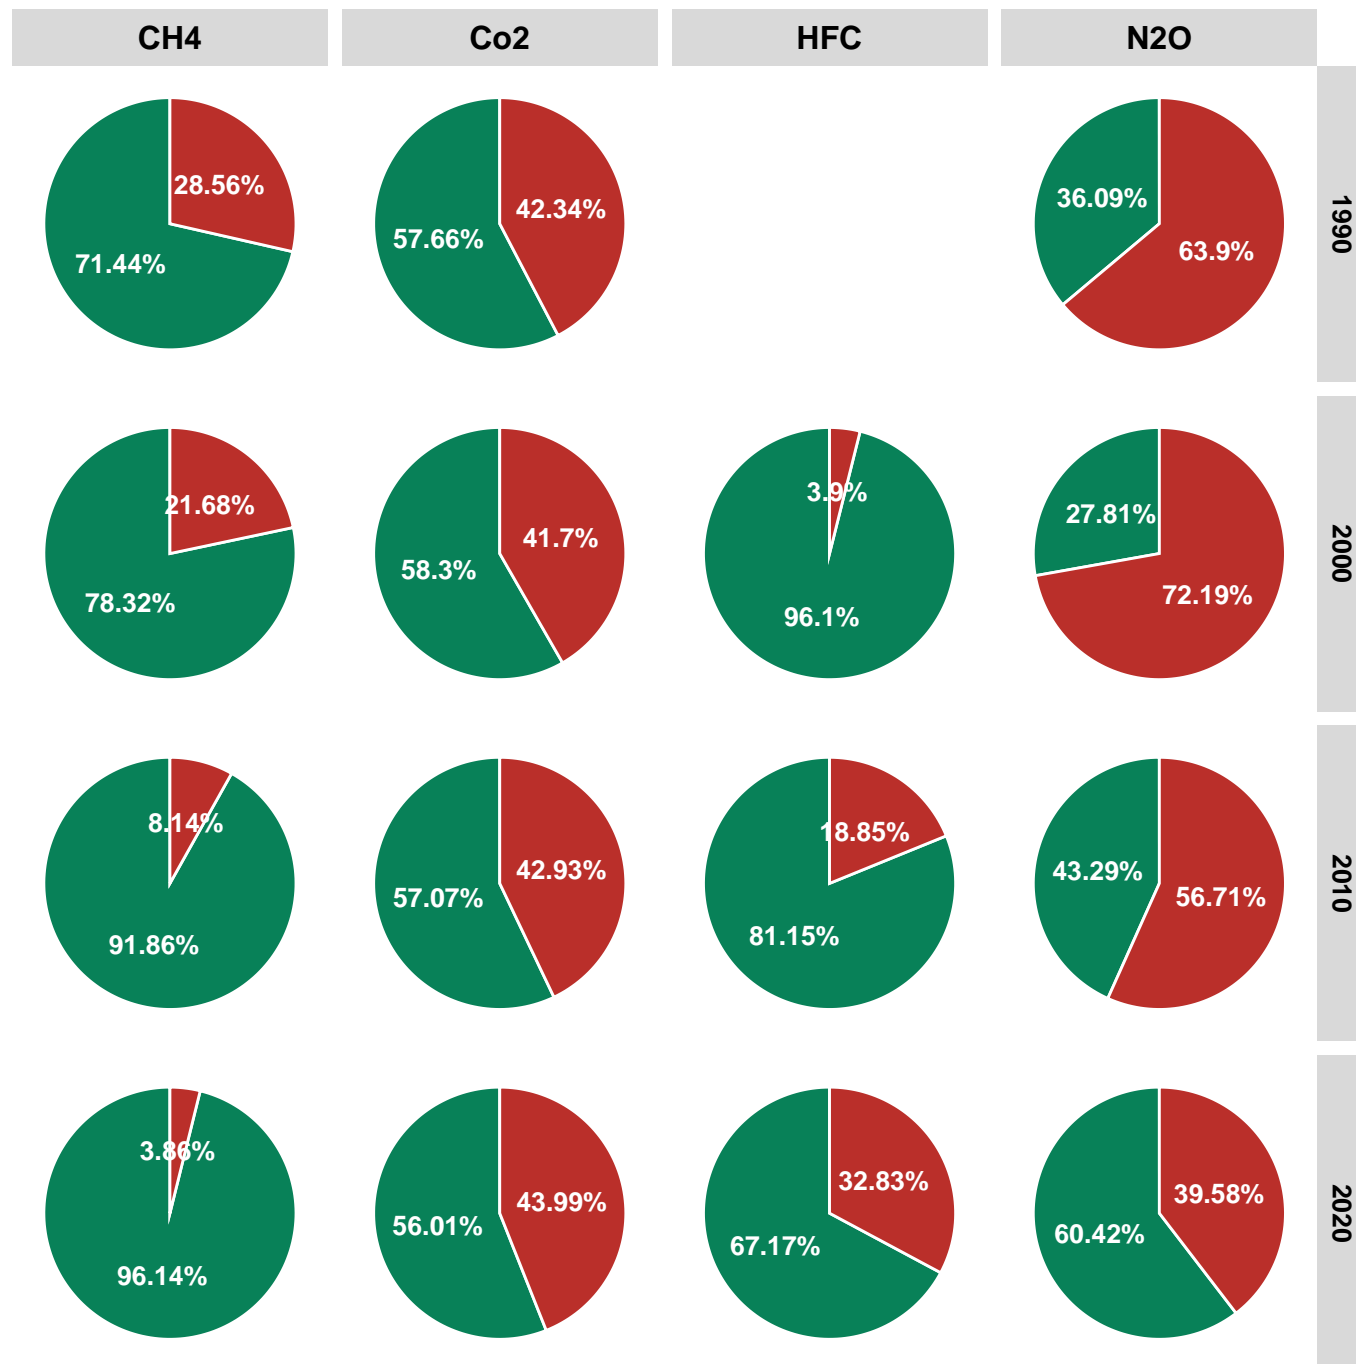 CH4 Co2 HFC N2O
28.56% 71.44% 42.34% 57.66% 36.09% 63.9% 1990
21.68% 78.32% 41.7% 58.3% 3.9% 96.1% 27.81% 72.19% 2000
8.14% 91.86% 42.93% 57.07% 18.85% 81.15% 43.29% 56.71% 2010
3.86% 96.14% 43.99% 56.01% 32.83% 67.17% 39.58% 60.42% 2020